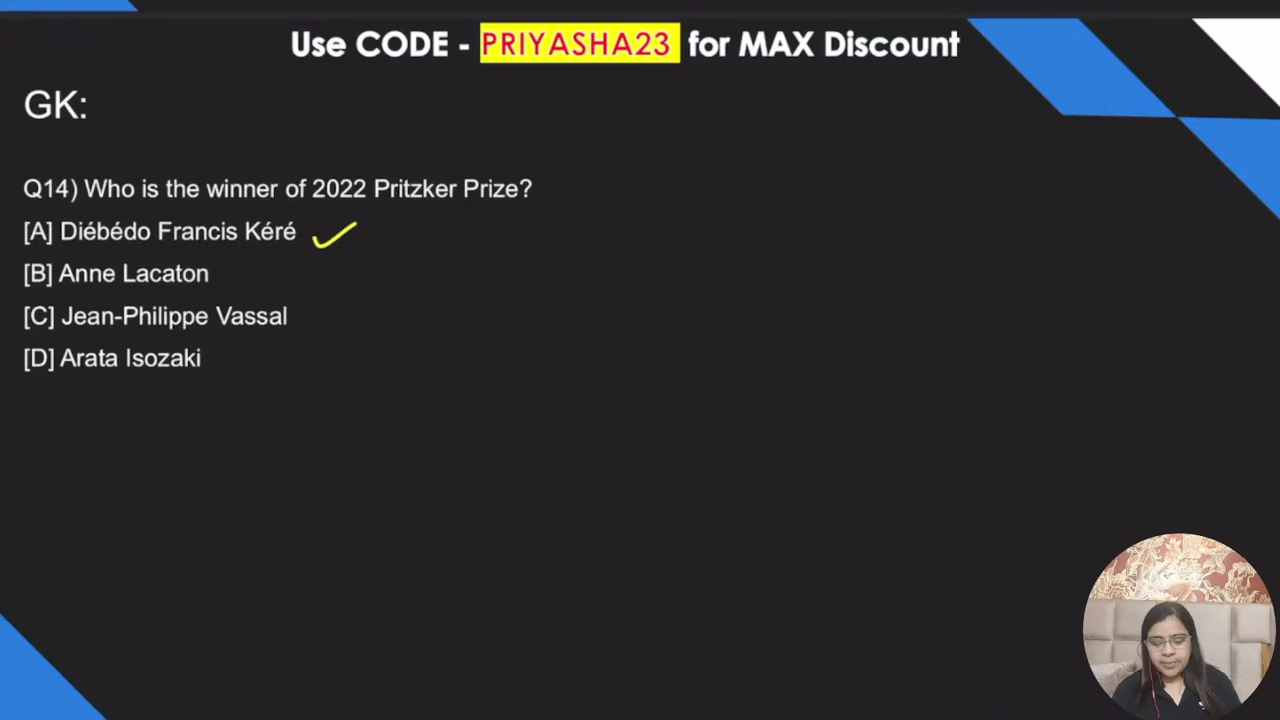 Use CODE - PRIYASHA23 for MAX Discount
GK:
Q14) Who is the winner of 2022 Pritzker Prize?
[A] Diébédo Francis Kéré
[B] Anne Lacaton
[C] Jean-Philippe Vassal
[D] Arata Isozaki